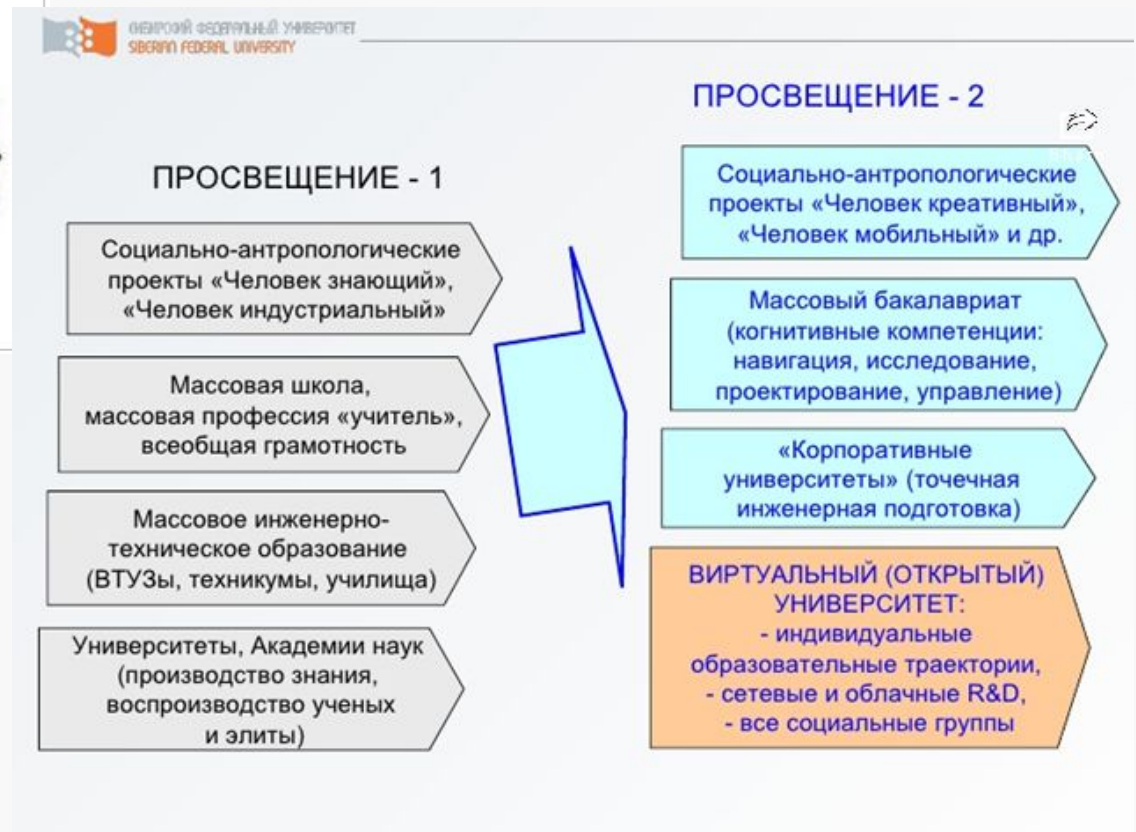 СИБИРСКИЙ ФЕДЕРАЛЬНЫЙ УНИВЕРСИТЕТ
SIBERIAN FEDERAL UNIVERSITY
ПРОСВЕЩЕНИЕ - 1
Социально-антропологические
проекты «Человек знающий»,
«Человек индустриальный»
Массовая школа,
массовая профессия «учитель»,
всеобщая грамотность
Массовое инженерно-
техническое образование
(ВТУЗы, техникумы, училища)
Университеты, Академии наук
(производство знания,
воспроизводство ученых
и элиты)
ПРОСВЕЩЕНИЕ - 2
Социально-антропологические
проекты «Человек креативный»,
«Человек мобильный» и др.
Массовый бакалавриат
(когнитивные компетенции:
навигация, исследование,
проектирование, управление)
«Корпоративные
университеты» (точечная
инженерная подготовка)
ВИРТУАЛЬНЫЙ (ОТКРЫТЫЙ)
УНИВЕРСИТЕТ:
- индивидуальные
образовательные траектории,
- сетевые и облачные R&D,
- все социальные группы